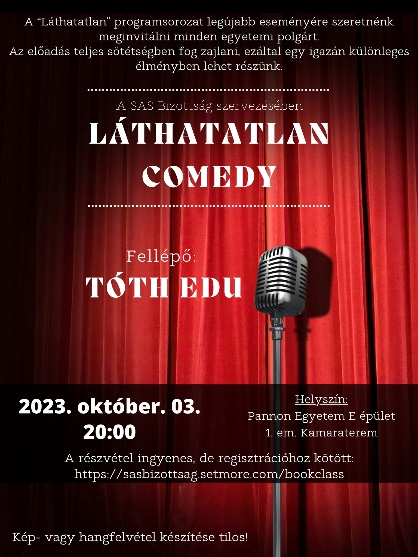 A "Láthatatlan" programsorozat legújabb eseményére szeretnénk
meginvitálni minden egyetemi polgárt.
Az előadás teljes sötétségben fog zajlani, ezáltal egy igazán különleges
élményben lehet részünk.
A SAS Bizottság szervezésében
LÁTHATATLAN
COMEDY
Fellépő:
TÓTH EDU
2023. október. 03.
20:00
Helyszín:
Pannon Egyetem E épület
1. em. Kamaraterem
A részvétel ingyenes, de regisztrációhoz kötött:
https://sasbizottsag.setmore.com/bookclass
Kép- vagy hangfelvétel készítése tilos!